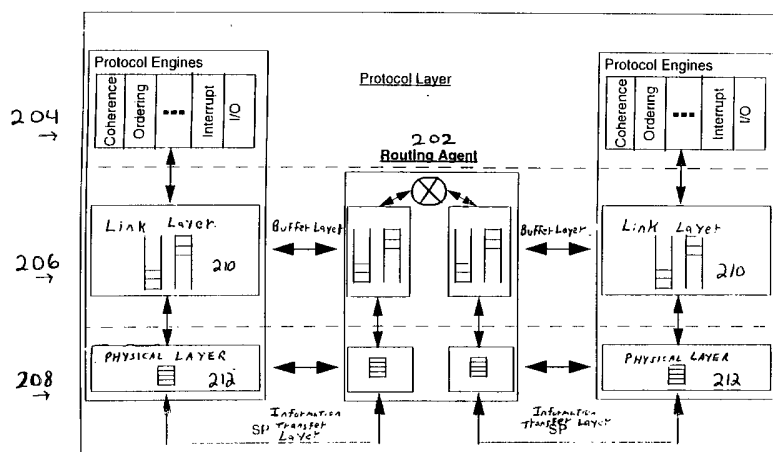 Protocol Engines
Coherence
Ordering
Interrupt
I/O
Protocol Layer
Protocol Engines
Coherence
Ordering
Interrupt
I/O
204
202
Routing Agent
Link Layer
210
Buffer Layer
Buffer Layer
Link Layer
210
206
PHYSICAL LAYER
212
PHYSICAL LAYER
212
208
Information
Transfer
Layer
SP
Information
Transfer Layer
SP